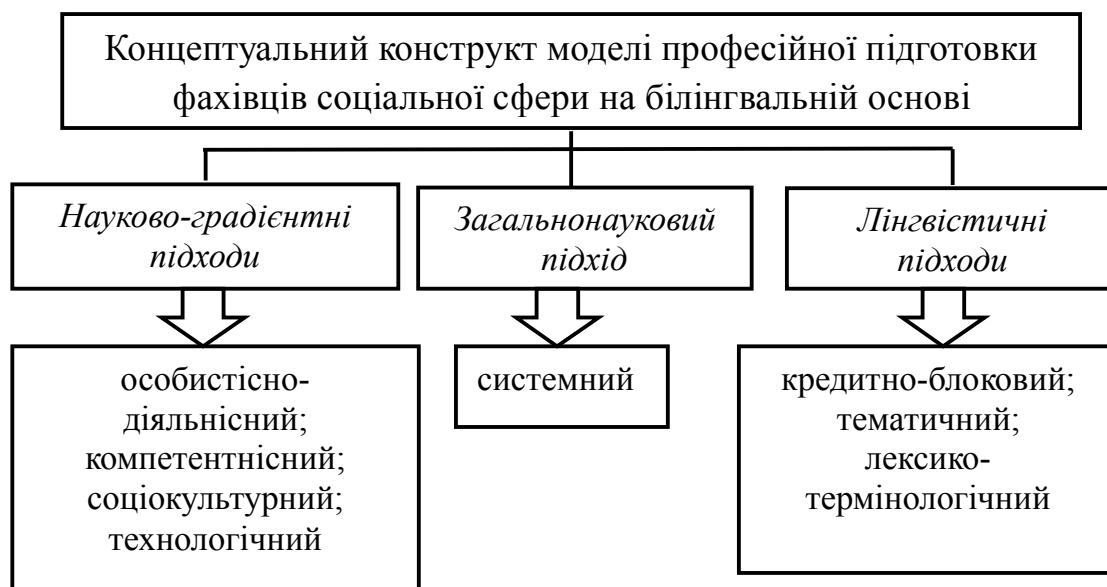 Концептуальний конструкт моделі професійної підготовки
фахівців соціальної сфери на білінгвальній основі
Науково-градієнтні
підходи
Загальнонауковий
підхід
Лінгвістичні
підходи
особистісно-
діяльнісний;
компетентнісний;
соціокультурний;
технологічний
системний
кредитно-блоковий;
тематичний;
лексико-
термінологічний